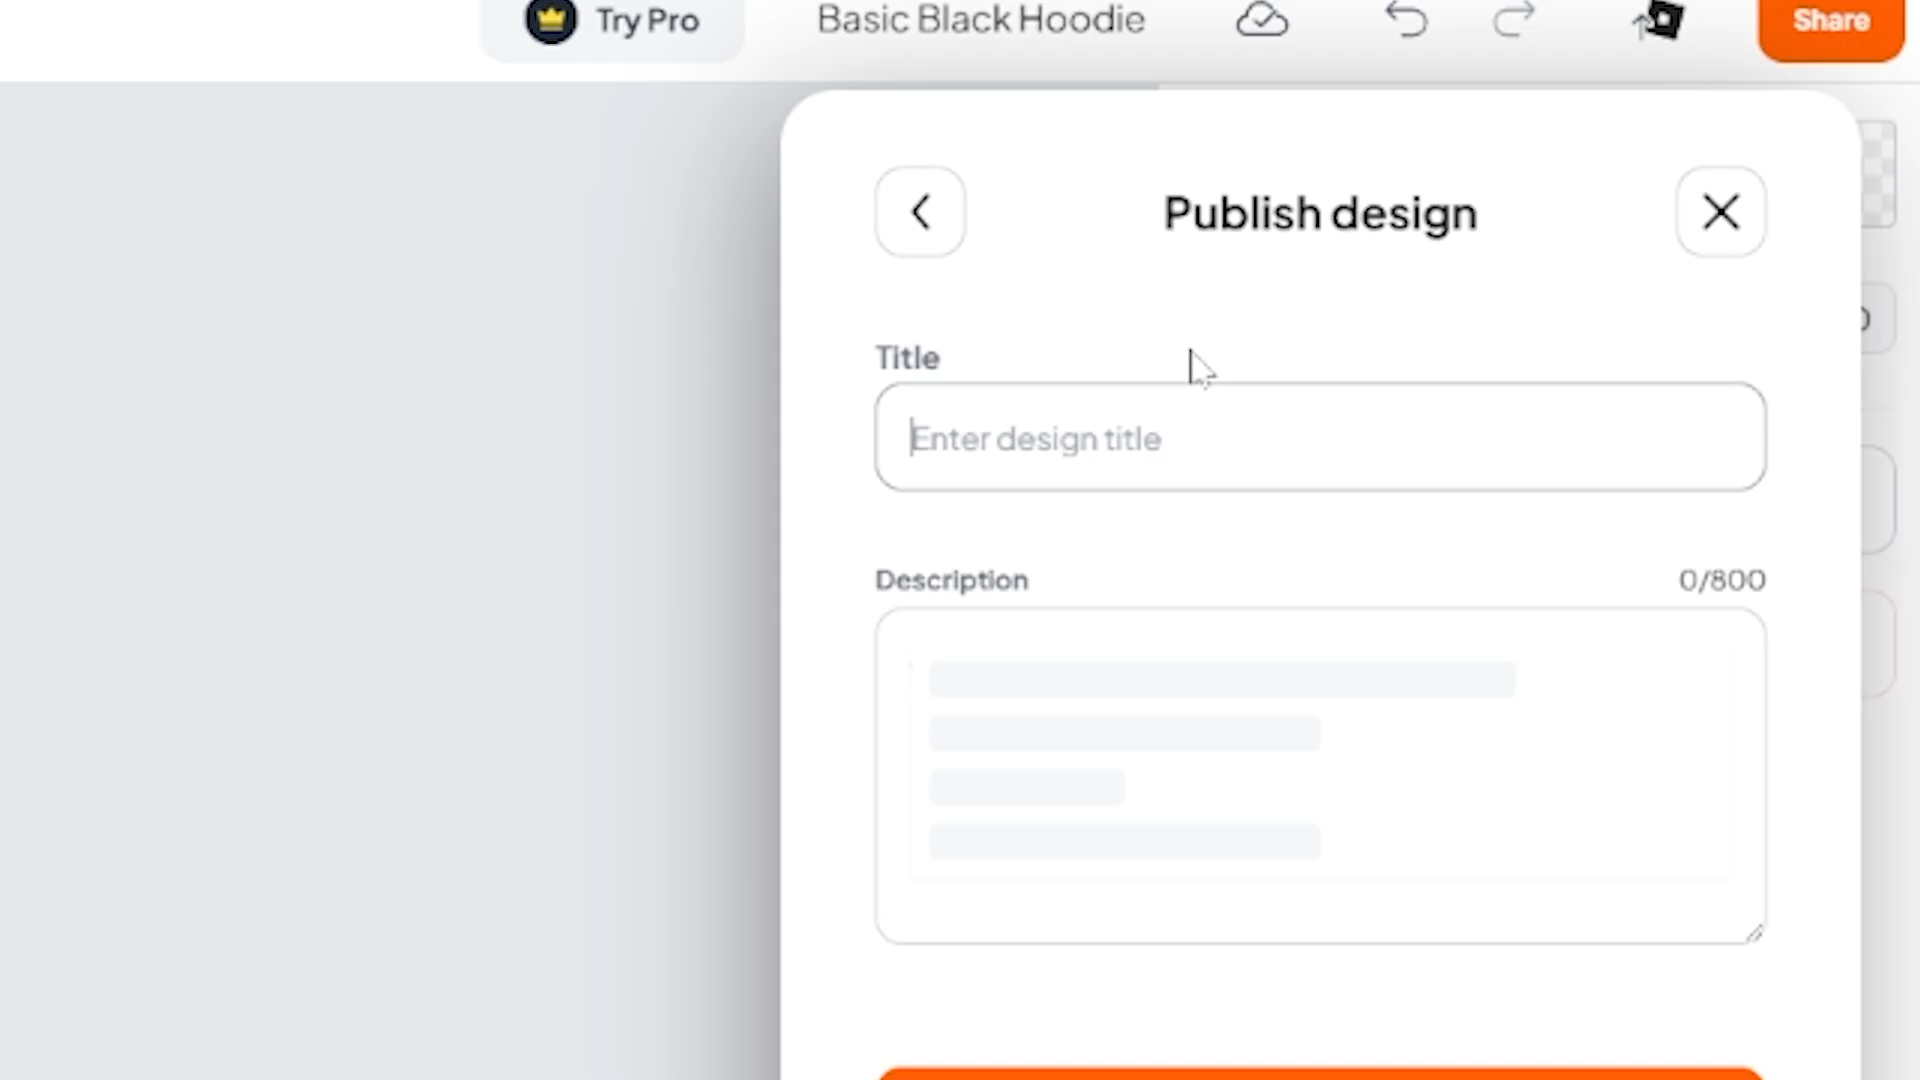 Try Pro
Basic Black Hoodie
Share
Publish design
Title
Enter design title
Description
0/800